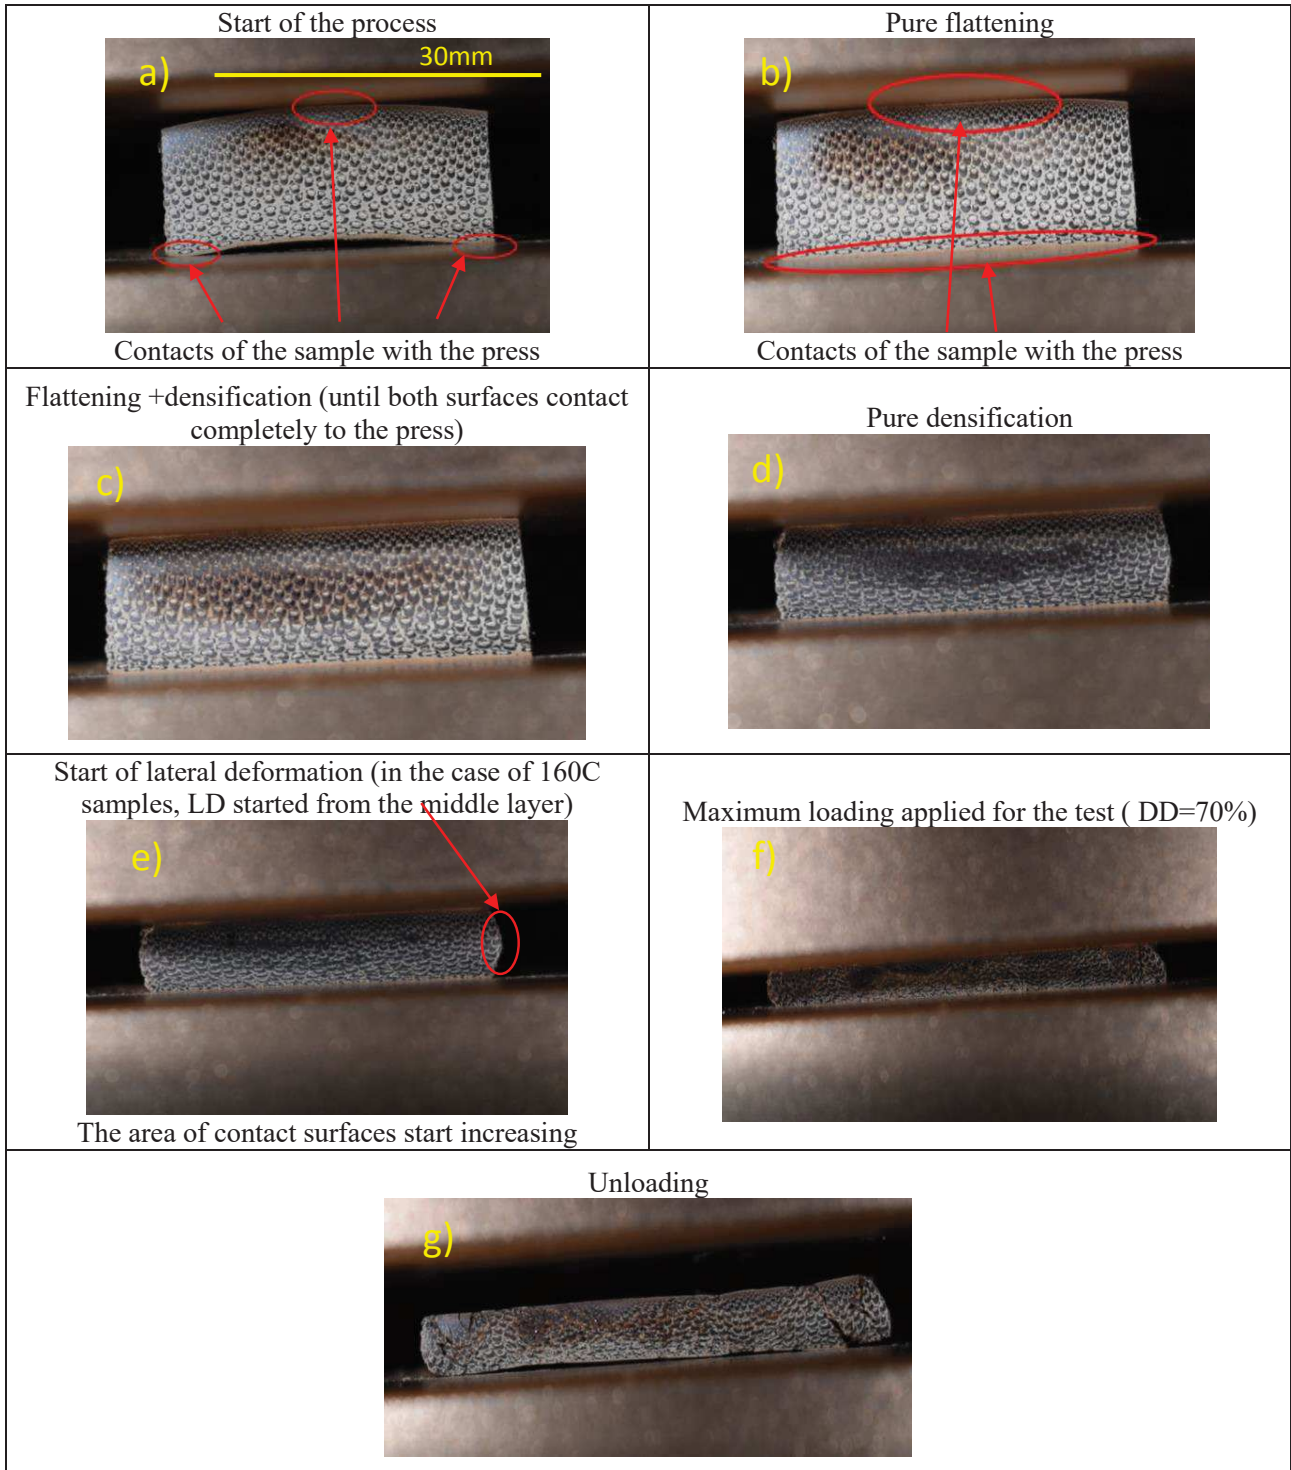 Start of the process
a)
30mm
Contacts of the sample with the press
Pure flattening
b)
Contacts of the sample with the press
Flattening +densification (until both surfaces contact
completely to the press)
c)
Pure densification
d)
Start of lateral deformation (in the case of 160C
samples, LD started from the middle layer)
e)
The area of contact surfaces start increasing
Maximum loading applied for the test ( DD=70%)
f)
Unloading
g)